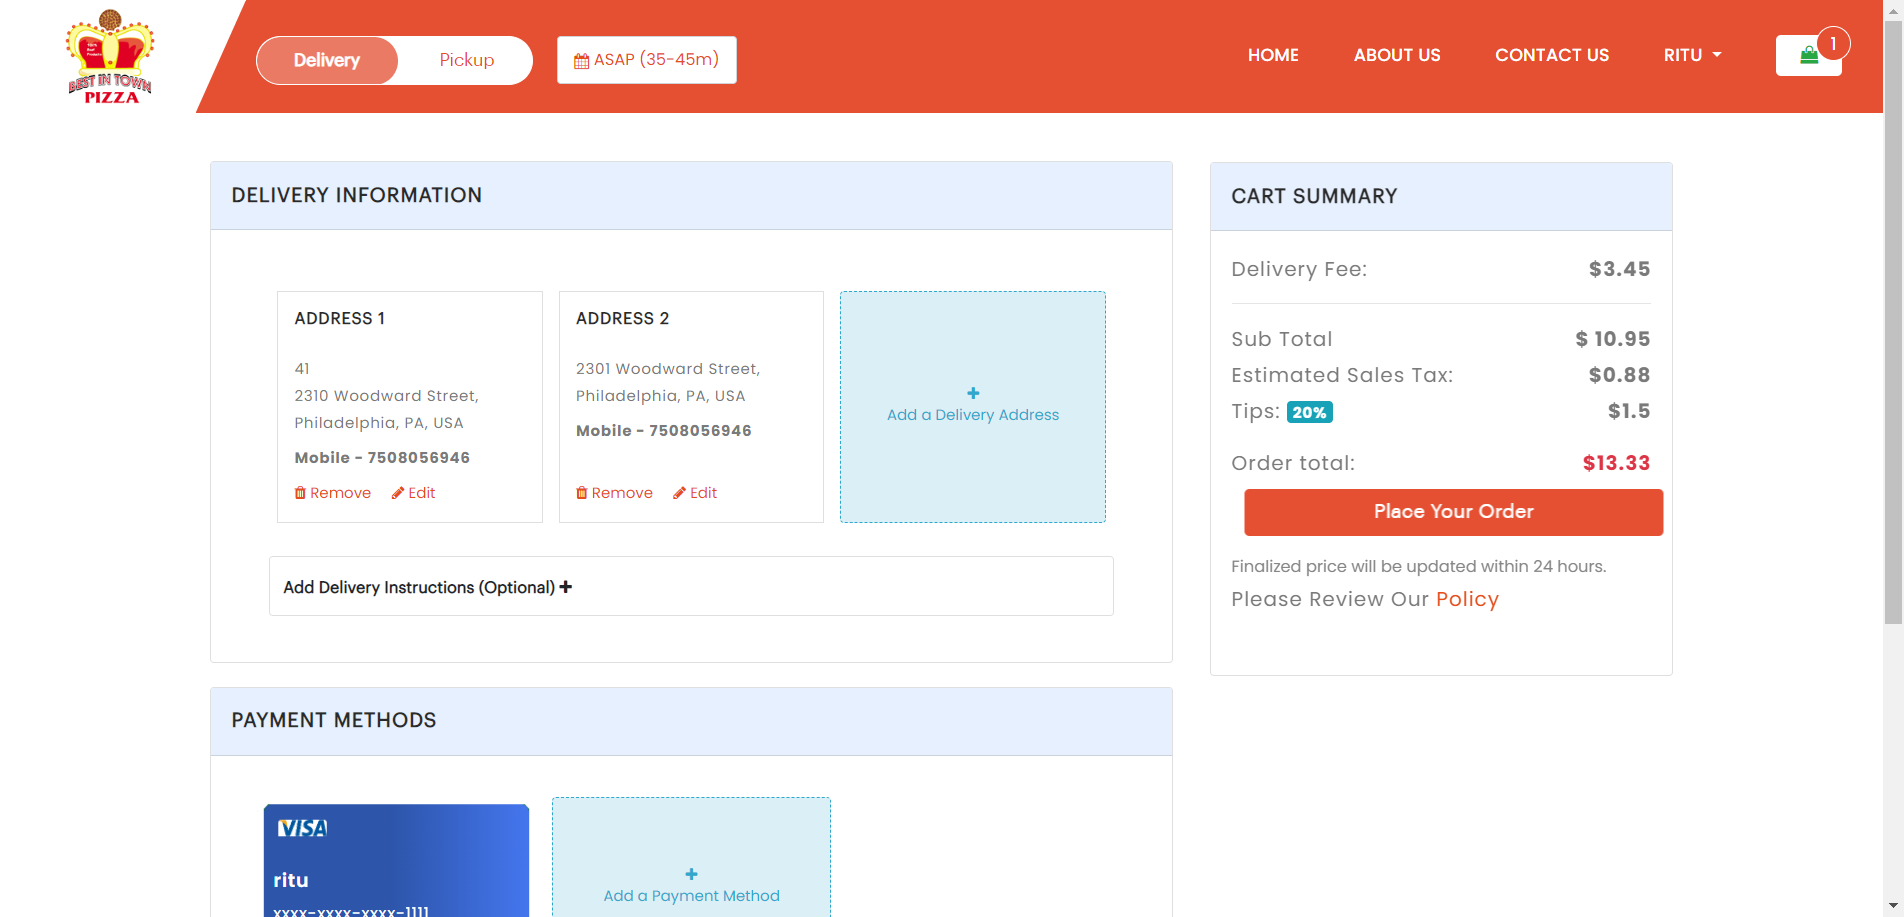 BEST IN TOWN
PIZZA
Delivery
Pickup
ASAP (35-45m)
HOME
ABOUT US
CONTACT US
RITU
1
DELIVERY INFORMATION
ADDRESS 1
41
2310 Woodward Street,
Philadelphia, PA, USA
Mobile - 7508056946
Remove
Edit
ADDRESS 2
2301 Woodward Street,
Philadelphia, PA, USA
Mobile - 7508056946
Remove
Edit
+
Add a Delivery Address
Add Delivery Instructions (Optional) +
CART SUMMARY
Delivery Fee: $3.45
Sub Total $ 10.95
Estimated Sales Tax: $0.88
Tips: 20% $1.5
Order total: $13.33
Place Your Order
Finalized price will be updated within 24 hours.
Please Review Our Policy
PAYMENT METHODS
VISA
ritu
xxxx-xxxx-xxxx-1111
+
Add a Payment Method